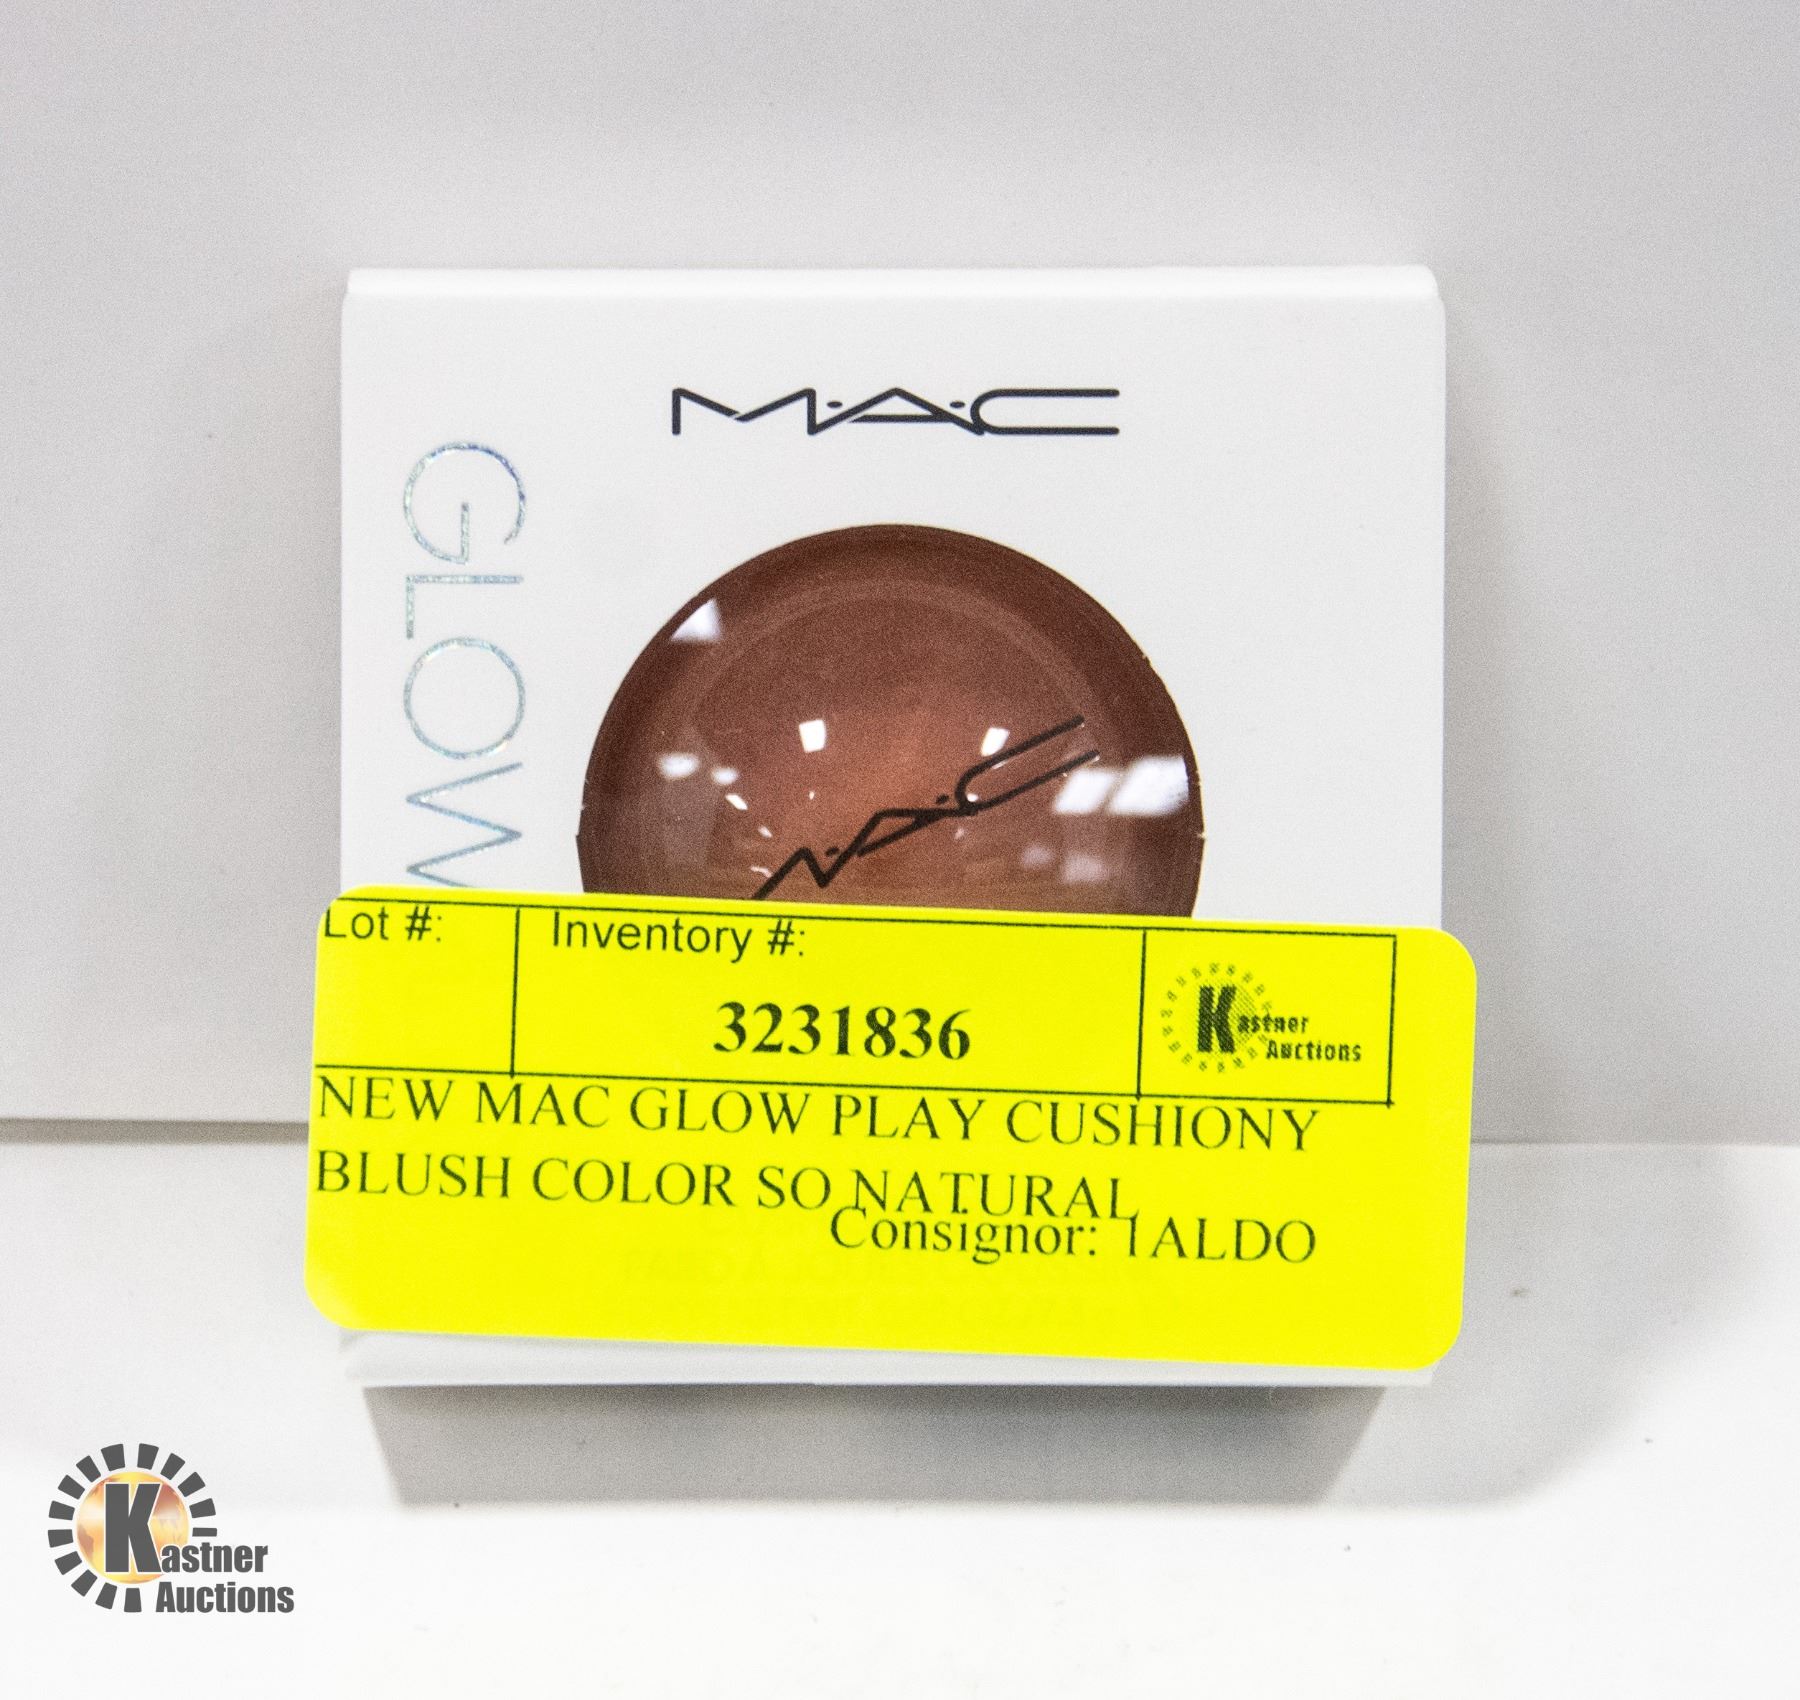 M·A·C
GLOW
M·A·C
Lot #:
Inventory #:
3231836
Kastner
Auctions
NEW MAC GLOW PLAY CUSHIONY
BLUSH COLOR SO NATURAL
Consignor: 1ALDO
Kastner
Auctions